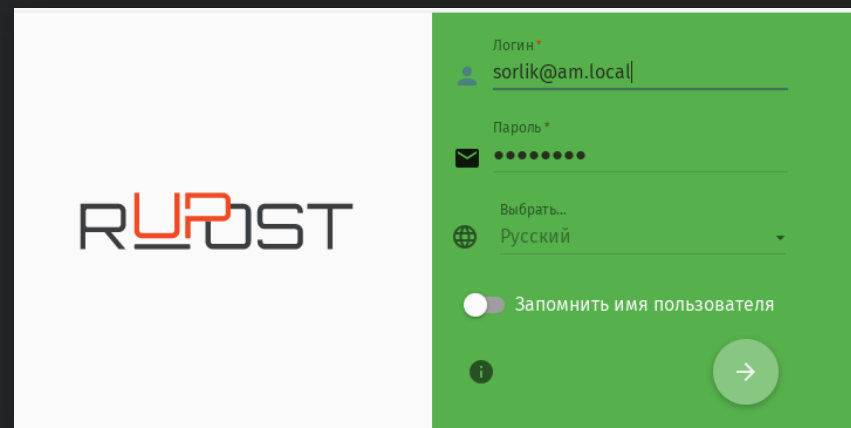 RUPOST
Логин *
sorlik@am.local
Пароль *
Выбрать...
Русский
Запомнить имя пользователя